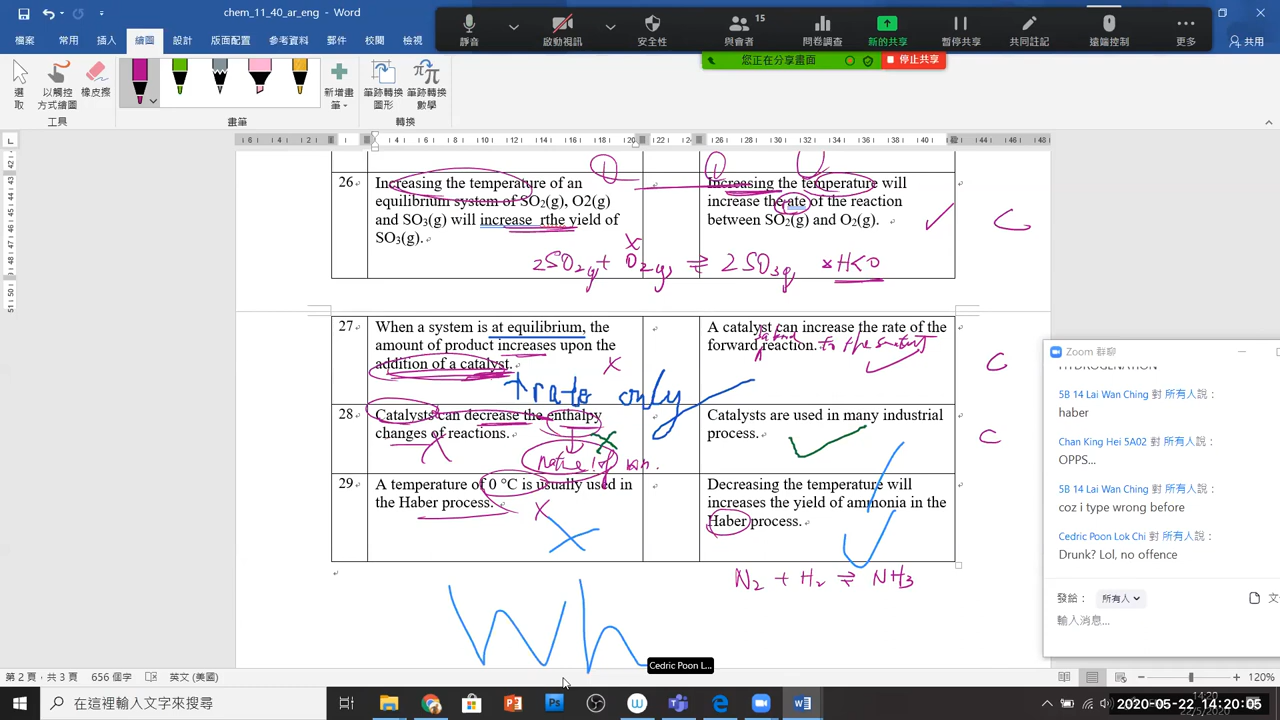 chem_11_40_ar_eng - Word
15
靜音
啟動視訊
安全性
與會者
問卷調查
新的共享
暫停共享
共同註記
遠端控制
更多
檔案
常用
插入
繪圖
設計
版面配置
參考資料
郵件
校閱
檢視
共用
您正在分享畫面
停止共享
選取
以觸控方式繪圖
橡皮擦
新增畫筆
筆跡轉換圖形
筆跡轉換數學
工具
畫筆
轉換
26
Increasing the temperature of an
equilibrium system of SO2(g), O2(g)
and SO3(g) will increase rthe yield of
SO3(g).
Increasing the temperature will
increase the rate of the reaction
between SO2(g) and O2(g).
C
2SO2(g) + O2(g) ⇌ 2SO3(g) *H<0
27
When a system is at equilibrium, the
amount of product increases upon the
addition of a catalyst.
A catalyst can increase the rate of the
forward reaction. to the
C
↑rate only
28
Catalysts can decrease the enthalpy
changes of reactions.
nature of
Catalysts are used in many industrial
process.
C
29
A temperature of 0 °C is usually used in
the Haber process.
Decreasing the temperature will
increases the yield of ammonia in the
Haber process.
N2 + H2 ⇌ NH3
Wh
Cedric Poon L...
Zoom 群聊
HYDROGENATION
5B 14 Lai Wan Ching 對 所有人說：
haber
Chan King Hei 5A02 對 所有人說：
OPPS...
5B 14 Lai Wan Ching 對 所有人說：
coz i type wrong before
Cedric Poon Lok Chi 對 所有人說：
Drunk? Lol, no offence
發給：
所有人
輸入消息...
第 2 頁，共 3 頁
656 個字
英文 (美國)
120%
在這裡輸入文字來搜尋
2020-05-22 14:20:05